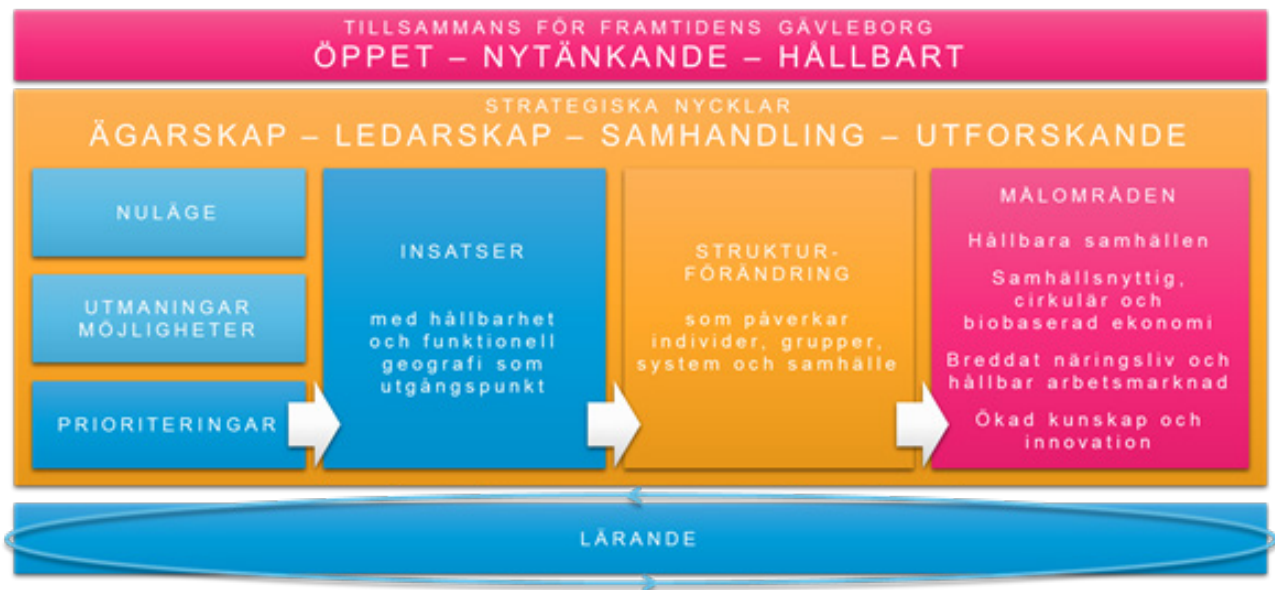 TILLSAMMANS FÖR FRAMTIDENS GÄVLEBORG
ÖPPET – NYTÄNKANDE – HÅLLBART
STRATEGISKA NYCKLAR
ÄGARSKAP – LEDARSKAP – SAMHANDLING – UTFORSKANDE
NULÄGE
UTMANINGAR
MÖJLIGHETER
PRIORITERINGAR
INSATSER
med hållbarhet
och funktionell
geografi som
utgångspunkt
STRUKTUR-
FÖRÄNDRING
som påverkar
individer, grupper,
system och samhälle
MÅLOMRÅDEN
Hållbara samhällen
Samhällsnyttig,
cirkulär och
biobaserad ekonomi
Breddat näringsliv och
hållbar arbetsmarknad
Ökad kunskap och
innovation
LÄRANDE